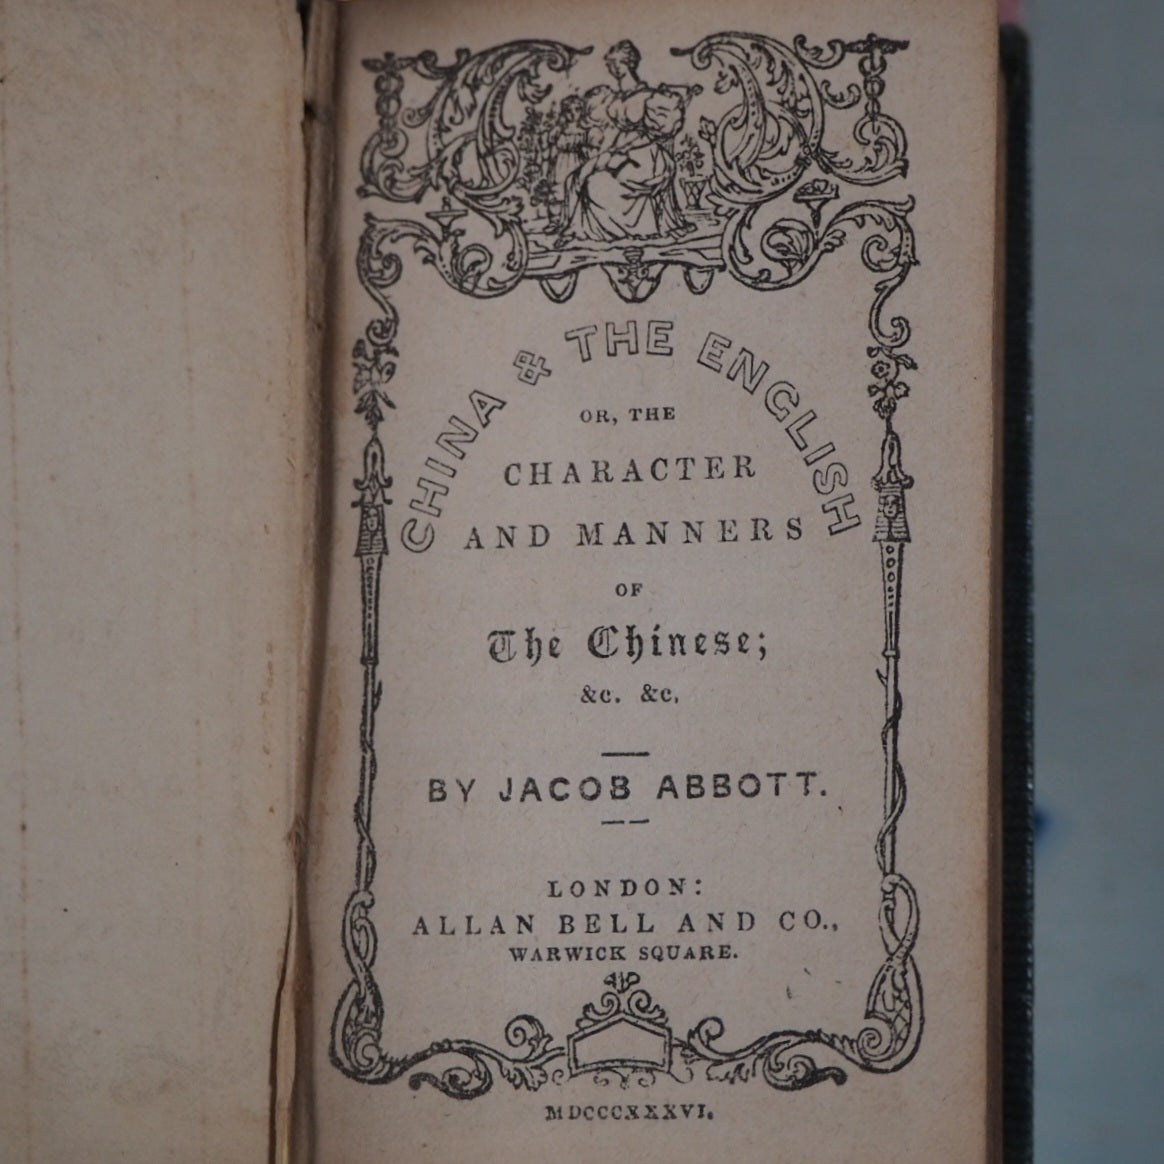 CHINA & THE ENGLISH
OR, THE
CHARACTER
AND MANNERS
OF
The Chinese;
&c. &c.
BY JACOB ABBOTT.
LONDON:
ALLAN BELL AND CO.,
WARWICK SQUARE.
MDCCCXXXVI.